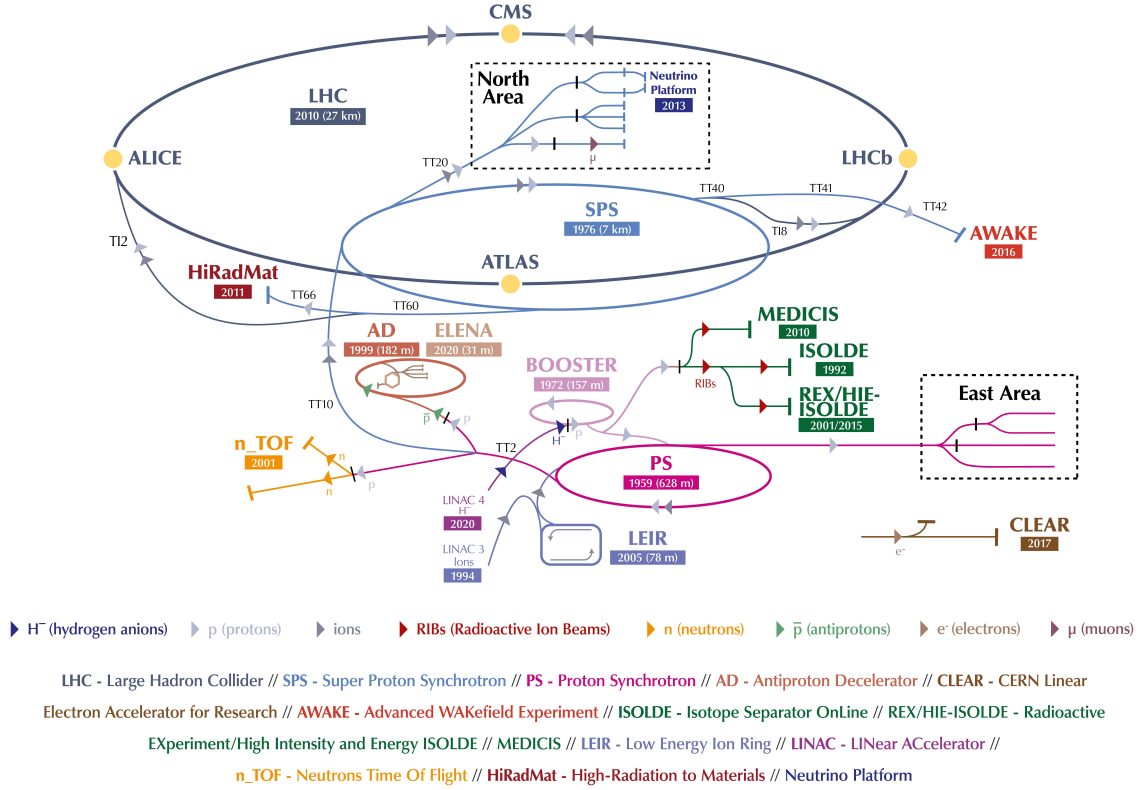 CMS
North
Area
Neutrino
Platform
2013
LHC
2010 (27 km)
ALICE
LHCb
TT20
μ
TT40
TT41
TT42
SPS
1976 (7 km)
TI8
AWAKE
2016
TI2
ATLAS
HiRadMat
2011
TT66
TT60
AD
1999 (182 m)
ELENA
2020 (31 m)
BOOSTER
1972 (157 m)
MEDICIS
2010
ISOLDE
1992
RIBs
REX/HIE-
ISOLDE
2001/2015
East Area
TT10
p̅
p
H⁻
p
n_TOF
2001
n
n
p
TT2
PS
1959 (628 m)
LINAC 4
H⁻
2020
LINAC 3
Ions
1994
LEIR
2005 (78 m)
e⁻
CLEAR
2017
H⁻ (hydrogen anions)
p (protons)
ions
RIBs (Radioactive Ion Beams)
n (neutrons)
p̅ (antiprotons)
e⁻ (electrons)
μ (muons)
LHC - Large Hadron Collider // SPS - Super Proton Synchrotron // PS - Proton Synchrotron // AD - Antiproton Decelerator // CLEAR - CERN Linear
Electron Accelerator for Research // AWAKE - Advanced WAKefield Experiment // ISOLDE - Isotope Separator OnLine // REX/HIE-ISOLDE - Radioactive
EXperiment/High Intensity and Energy ISOLDE // MEDICIS // LEIR - Low Energy Ion Ring // LINAC - LINear ACcelerator //
n_TOF - Neutrons Time Of Flight // HiRadMat - High-Radiation to Materials // Neutrino Platform